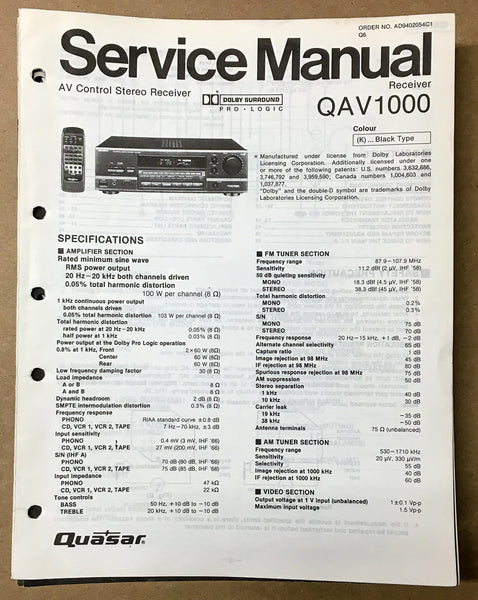 ORDER NO. AD9402054C1
Q6
Service Manual
AV Control Stereo Receiver
DOLBY SURROUND
PRO · LOGIC
Receiver
QAV1000
Colour
(K) ... Black Type
* Manufactured under license from Dolby Laboratories
Licensing Corporation. Additionally licensed under one
or more of the following patents: U.S. numbers 3,632,886,
3,746,792 and 3,959,590; Canada numbers 1,004,603 and
1,037,877.
"Dolby" and the double-D symbol are trademarks of Dolby
Laboratories Licensing Corporation.
SPECIFICATIONS
■ AMPLIFIER SECTION
Rated minimum sine wave
RMS power output
20 Hz–20 kHz both channels driven
0.05% total harmonic distortion
100 W per channel (8 Ω)
1 kHz continuous power output
both channels driven
0.05% total harmonic distortion 103 W per channel (8 Ω)
Total harmonic distortion
rated power at 20 Hz–20 kHz 0.05% (8 Ω)
half power at 1 kHz 0.03% (8 Ω)
Power output at the Dolby Pro Logic operation
0.8% at 1 kHz, Front 2×60 W (8Ω)
Center 60 W (8Ω)
Rear 60 W (8Ω)
Low frequency damping factor 30 (8 Ω)
Load impedance
A or B 8 Ω
A and B 8 Ω
Dynamic headroom 2 dB (8 Ω)
SMPTE intermodulation distortion 0.3% (8 Ω)
Frequency response
PHONO RIAA standard curve ±0.8 dB
CD, VCR 1, VCR 2, TAPE 7 Hz–70 kHz, ±3 dB
Input sensitivity
PHONO 0.4 mV (3 mV, IHF '66)
CD, VCR 1, VCR 2, TAPE 27 mV (200 mV, IHF '66)
S/N (IHF A)
PHONO 70 dB (80 dB, IHF '66)
CD, VCR 1, VCR 2, TAPE 75 dB (85 dB, IHF '66)
Input impedance
PHONO 47 kΩ
CD, VCR 1, VCR 2, TAPE 22 kΩ
Tone controls
BASS 50 Hz, +10 dB to −10 dB
TREBLE 20 kHz, +10 dB to −10 dB
■ FM TUNER SECTION
Frequency range 87.9–107.9 MHz
Sensitivity 11.2 dBf (2 µV, IHF '58)
50 dB quieting sensitivity
MONO 18.3 dBf (4.5 µV, IHF '58)
STEREO 38.3 dBf (45 µV, IHF '58)
Total harmonic distortion
MONO 0.2%
STEREO 0.3%
S/N
MONO 75 dB
STEREO 70 dB
Frequency response 20 Hz–15 kHz, +1 dB, −2 dB
Alternate channel selectivity 65 dB
Capture ratio 1 dB
Image rejection at 98 MHz 45 dB
IF rejection at 98 MHz 80 dB
Spurious response rejection at 98 MHz 75 dB
AM suppression 50 dB
Stereo separation
1 kHz 40 dB
10 kHz 30 dB
Carrier leak
19 kHz −35 dB
38 kHz −50 dB
Antenna terminals 75 Ω (unbalanced)
■ AM TUNER SECTION
Frequency range 530–1710 kHz
Sensitivity 20 µV, 330 µV/m
Selectivity 55 dB
Image rejection at 1000 kHz 40 dB
IF rejection at 1000 kHz 60 dB
■ VIDEO SECTION
Output voltage at 1 V input (unbalanced) 1±0.1 Vp-p
Maximum input voltage 1.5 Vp-p
Quasar®